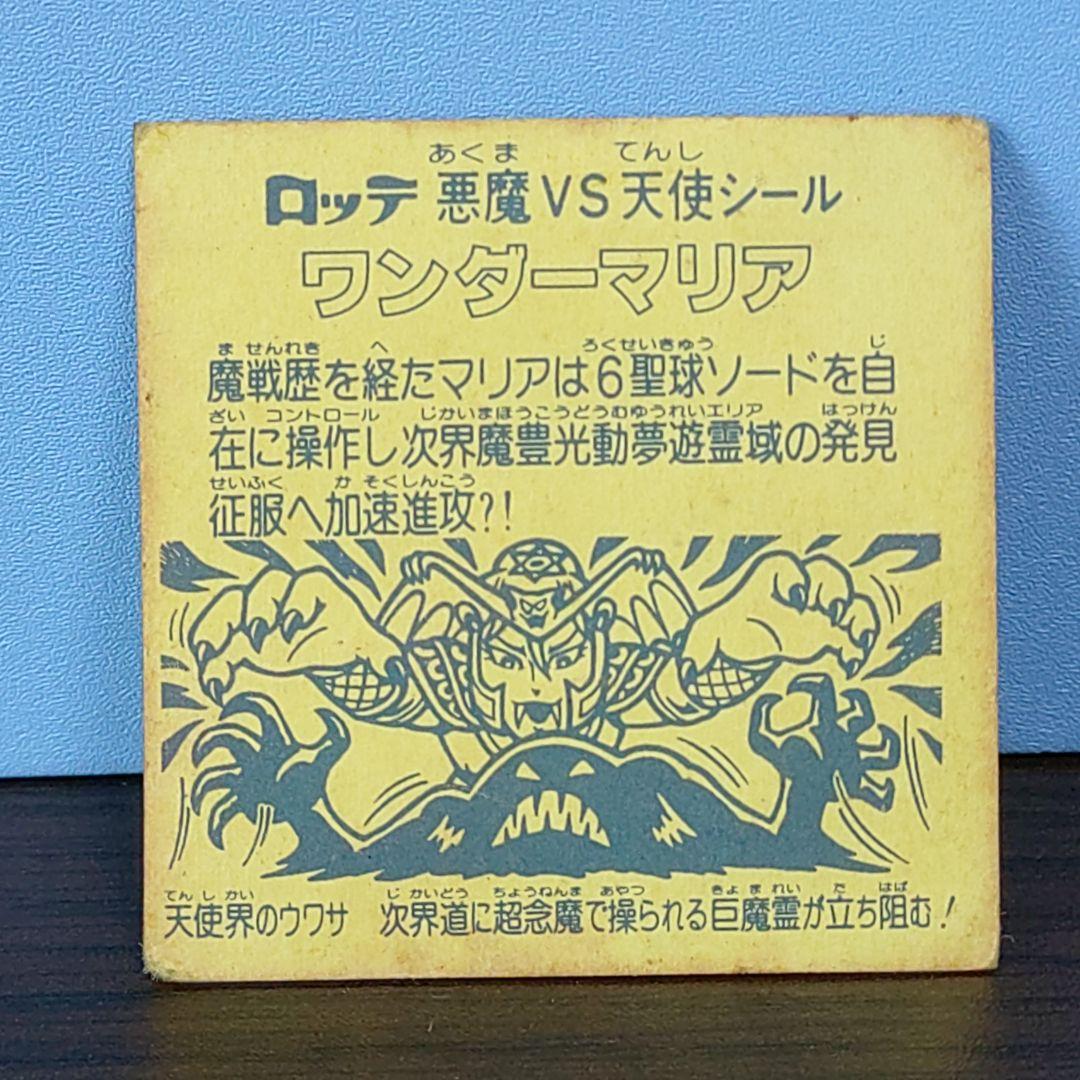 あくま てんし
ロッテ 悪魔VS天使シール
ワンダーマリア
ま せんれき へ ろくせいきゅう じ
魔戦歴を経たマリアは6聖球ソードを自
ざい コントロール じかいまほうこうどうむゆうれいエリア はっけん
在に操作し次界魔豊光動夢遊霊域の発見
せいふく か そくしんこう
征服へ加速進攻?!
てん し かい じ かいどう ちょうねんま あやつ きょ ま れい た はば
天使界のウワサ 次界道に超念魔で操られる巨魔霊が立ち阻む!